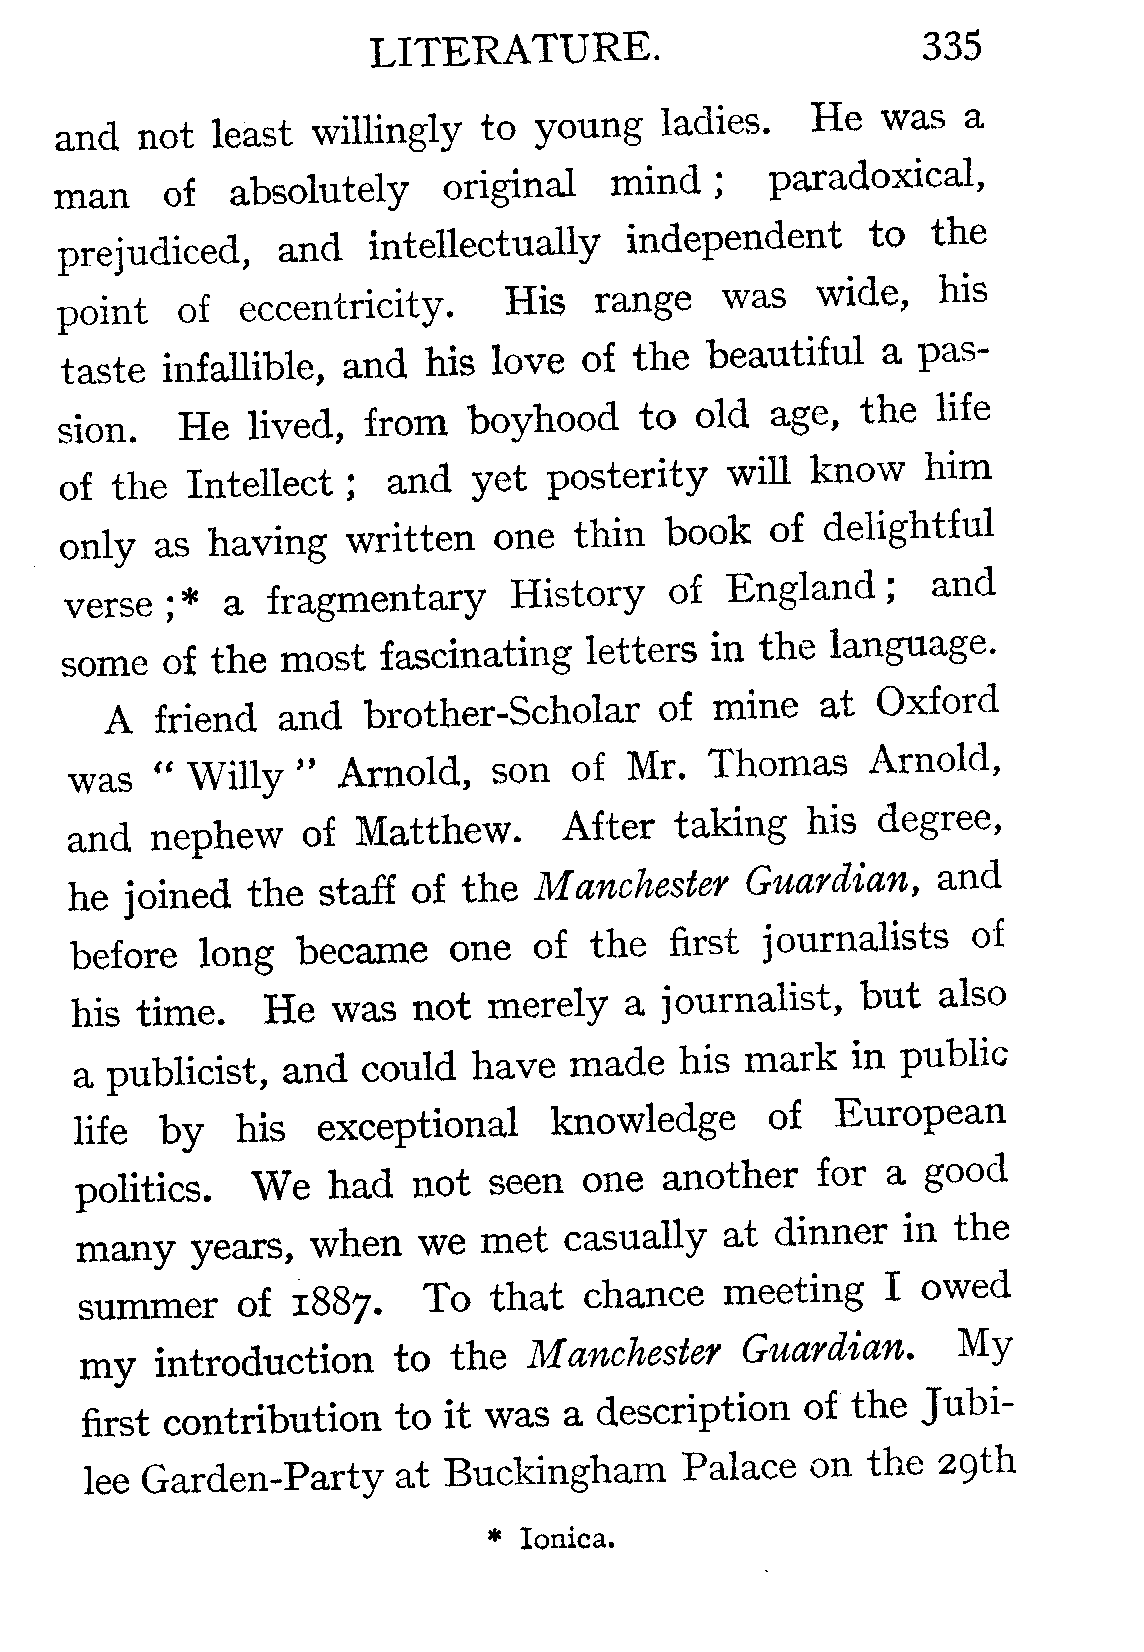 LITERATURE. 335
and not least willingly to young ladies. He was a
man of absolutely original mind ; paradoxical,
prejudiced, and intellectually independent to the
point of eccentricity. His range was wide, his
taste infallible, and his love of the beautiful a pas-
sion. He lived, from boyhood to old age, the life
of the Intellect ; and yet posterity will know him
only as having written one thin book of delightful
verse ;* a fragmentary History of England ; and
some of the most fascinating letters in the language.
A friend and brother-Scholar of mine at Oxford
was “ Willy ” Arnold, son of Mr. Thomas Arnold,
and nephew of Matthew. After taking his degree,
he joined the staff of the Manchester Guardian, and
before long became one of the first journalists of
his time. He was not merely a journalist, but also
a publicist, and could have made his mark in public
life by his exceptional knowledge of European
politics. We had not seen one another for a good
many years, when we met casually at dinner in the
summer of 1887. To that chance meeting I owed
my introduction to the Manchester Guardian. My
first contribution to it was a description of the Jubi-
lee Garden-Party at Buckingham Palace on the 29th
* Ionica.